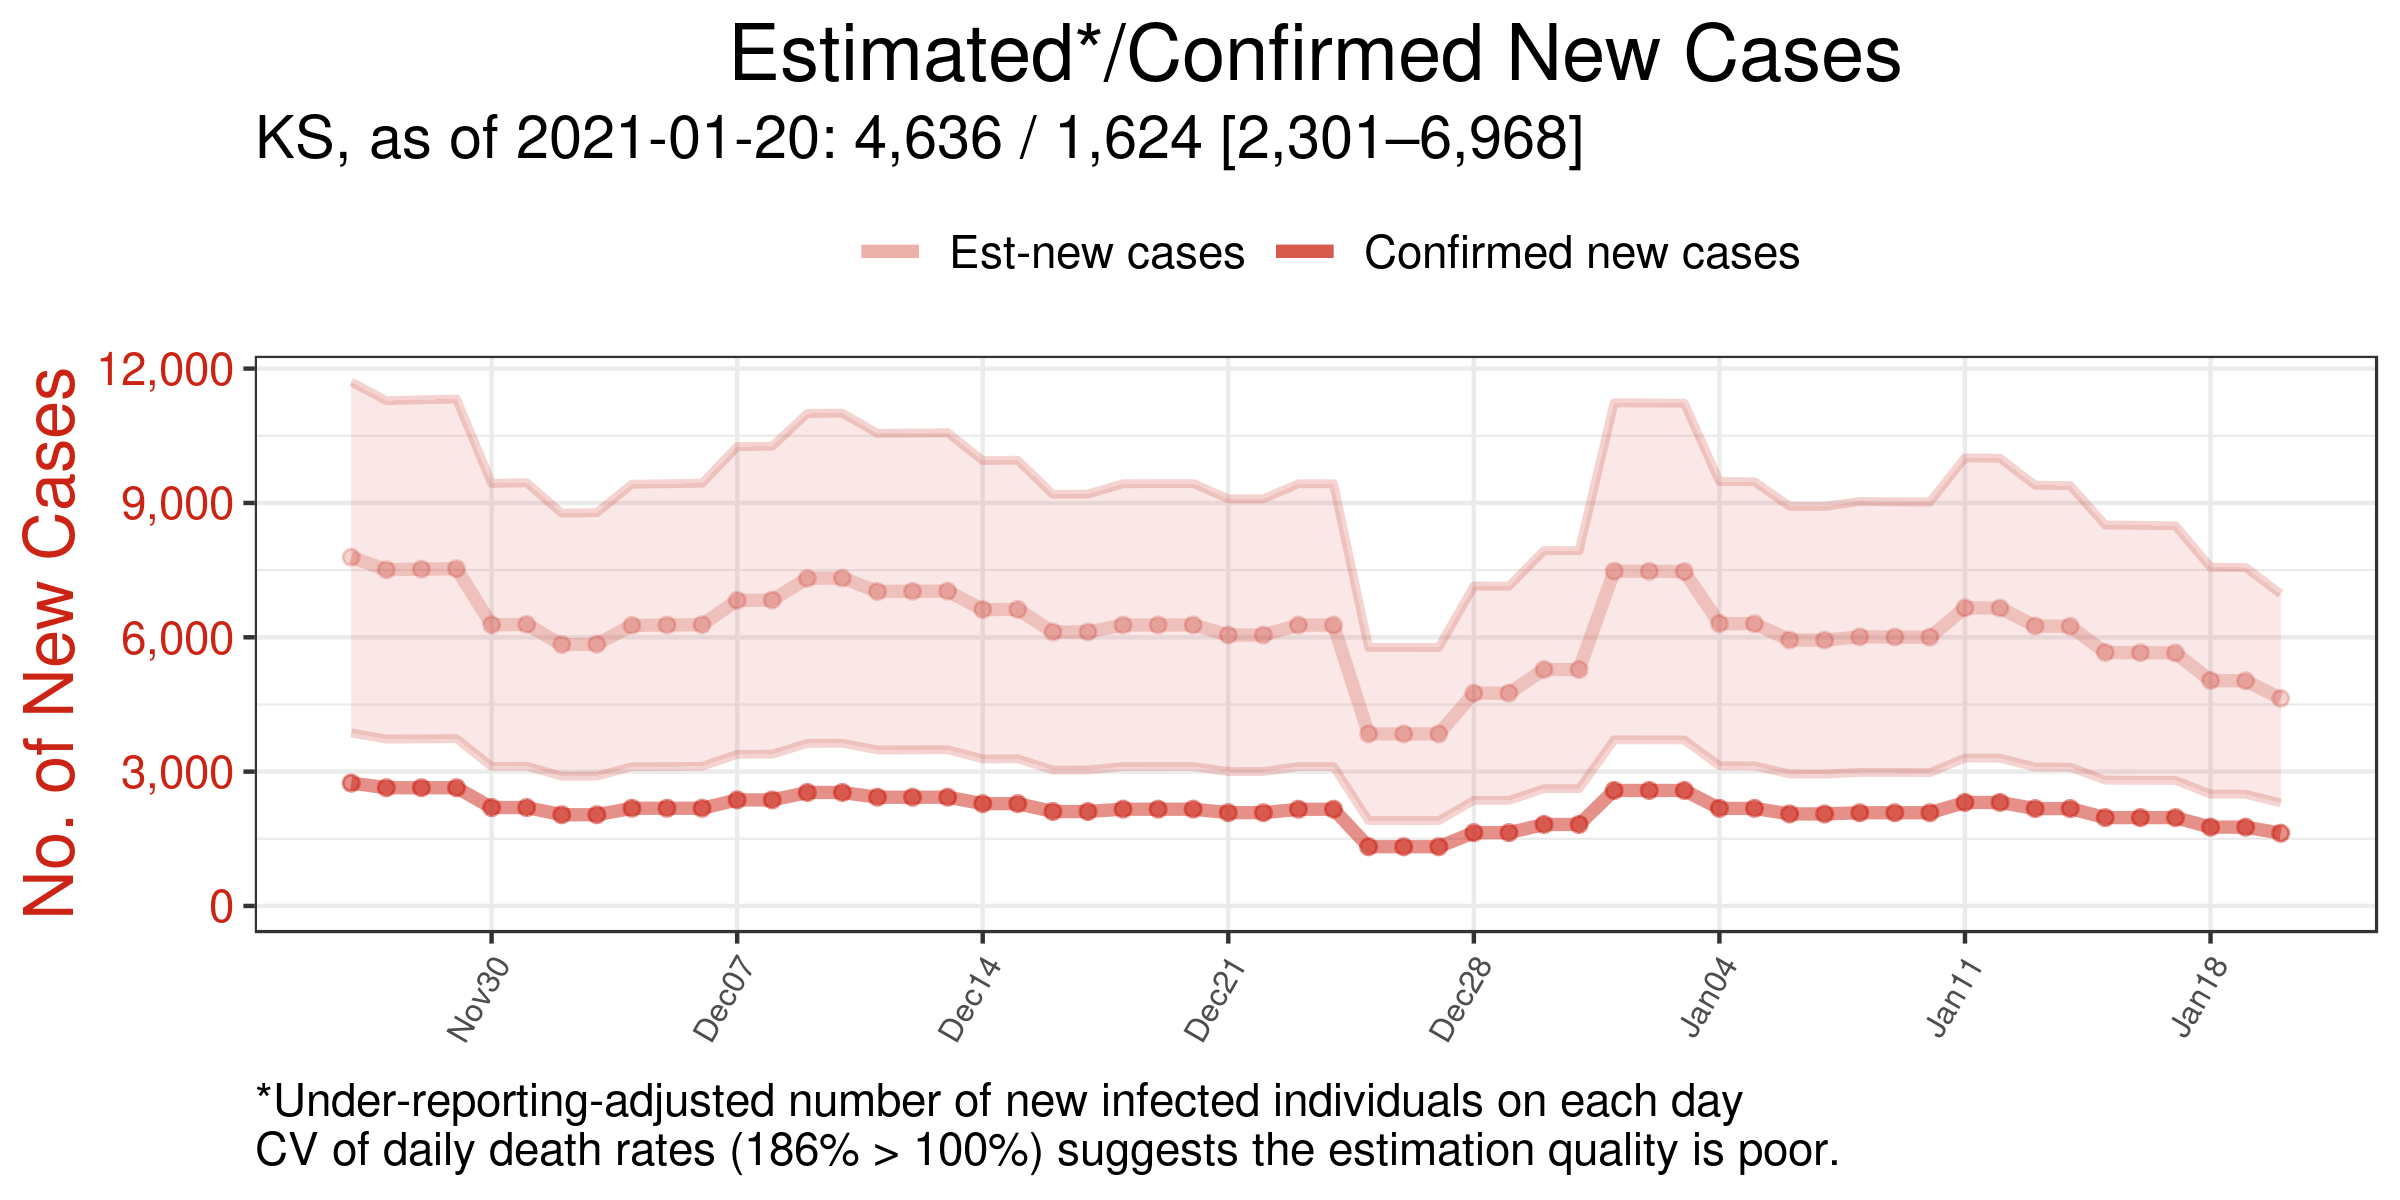 Estimated*/Confirmed New Cases
KS, as of 2021-01-20: 4,636 / 1,624 [2,301–6,968]
Est-new cases
Confirmed new cases
No. of New Cases
12,000
9,000
6,000
3,000
0
Nov30
Dec07
Dec14
Dec21
Dec28
Jan04
Jan11
Jan18
*Under-reporting-adjusted number of new infected individuals on each day
CV of daily death rates (186% > 100%) suggests the estimation quality is poor.